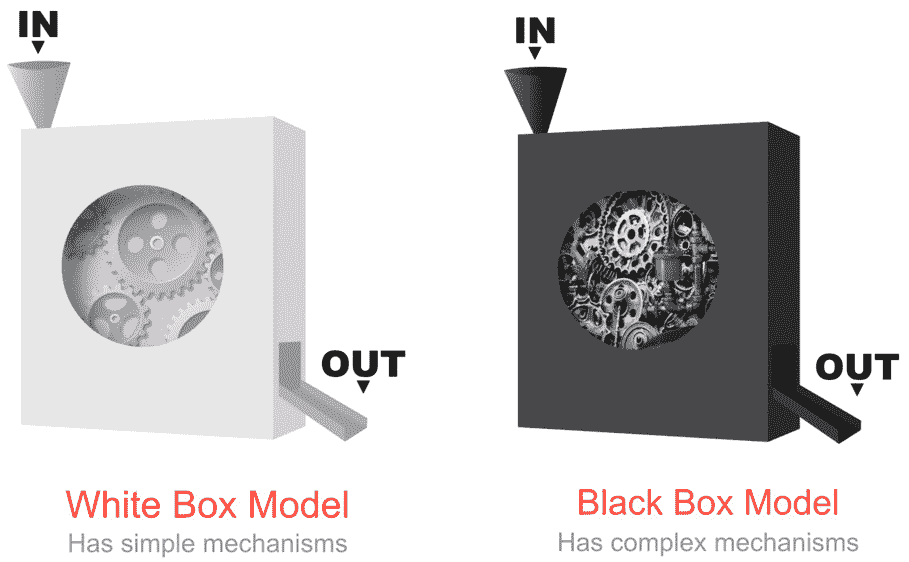 IN
OUT
White Box Model
Has simple mechanisms
IN
OUT
Black Box Model
Has complex mechanisms